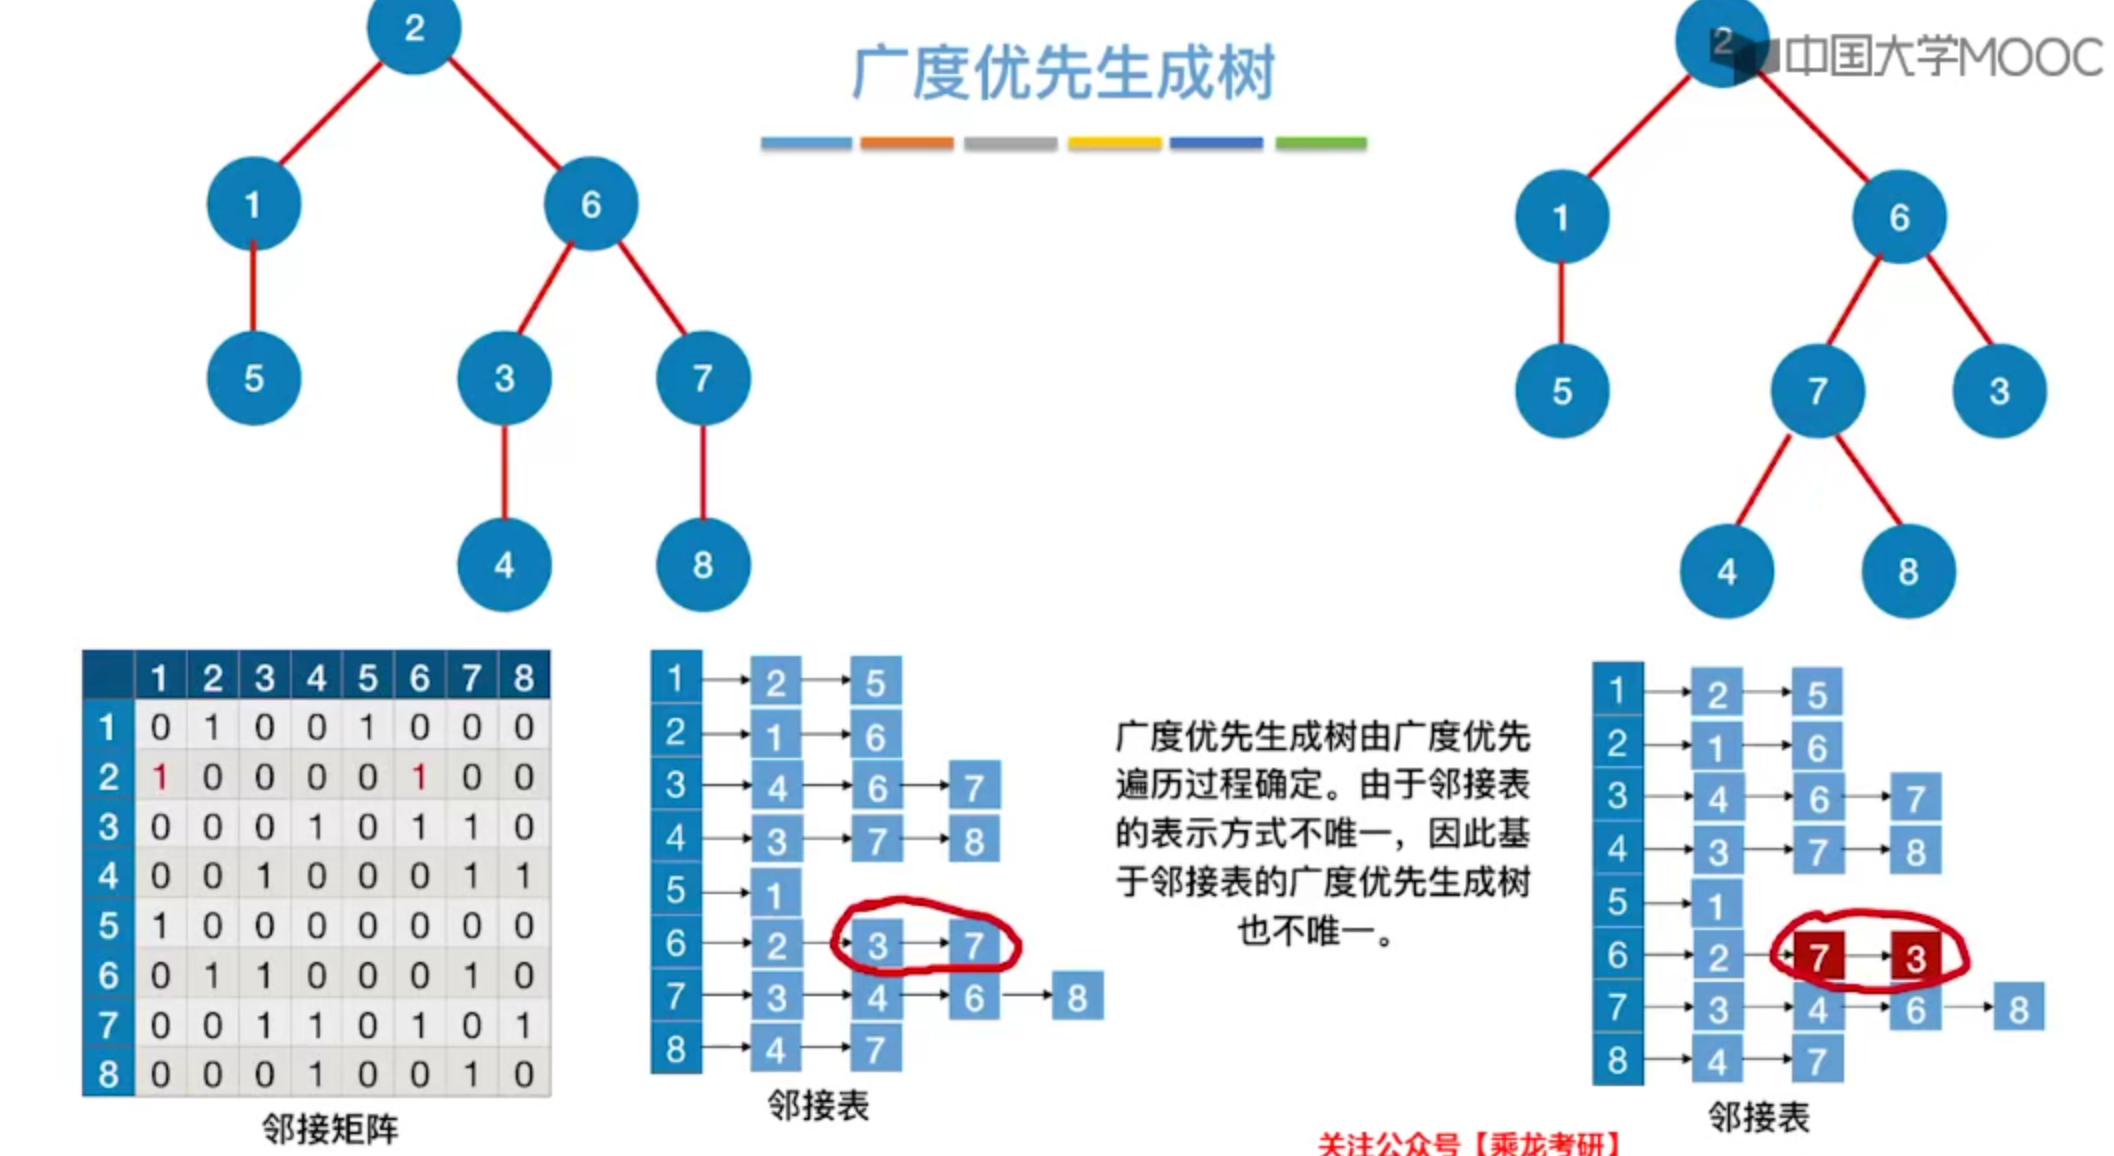 2
广度优先生成树
2
中国大学MOOC
1
6
1
6
5
3
7
5
7
3
4
8
4
8
1 2 3 4 5 6 7 8
1 0 1 0 0 1 0 0 0
2 1 0 0 0 0 1 0 0
3 0 0 0 1 0 1 1 0
4 0 0 1 0 0 0 1 1
5 1 0 0 0 0 0 0 0
6 0 1 1 0 0 0 1 0
7 0 0 1 1 0 1 0 1
8 0 0 0 1 0 0 1 0
邻接矩阵
1 2 5
2 1 6
3 4 6 7
4 3 7 8
5 1
6 2 3 7
7 3 4 6 8
8 4 7
邻接表
广度优先生成树由广度优先
遍历过程确定。由于邻接表
的表示方式不唯一，因此基
于邻接表的广度优先生成树
也不唯一。
1 2 5
2 1 6
3 4 6 7
4 3 7 8
5 1
6 2 7 3
7 3 4 6 8
8 4 7
邻接表
关注公众号【乘龙考研】